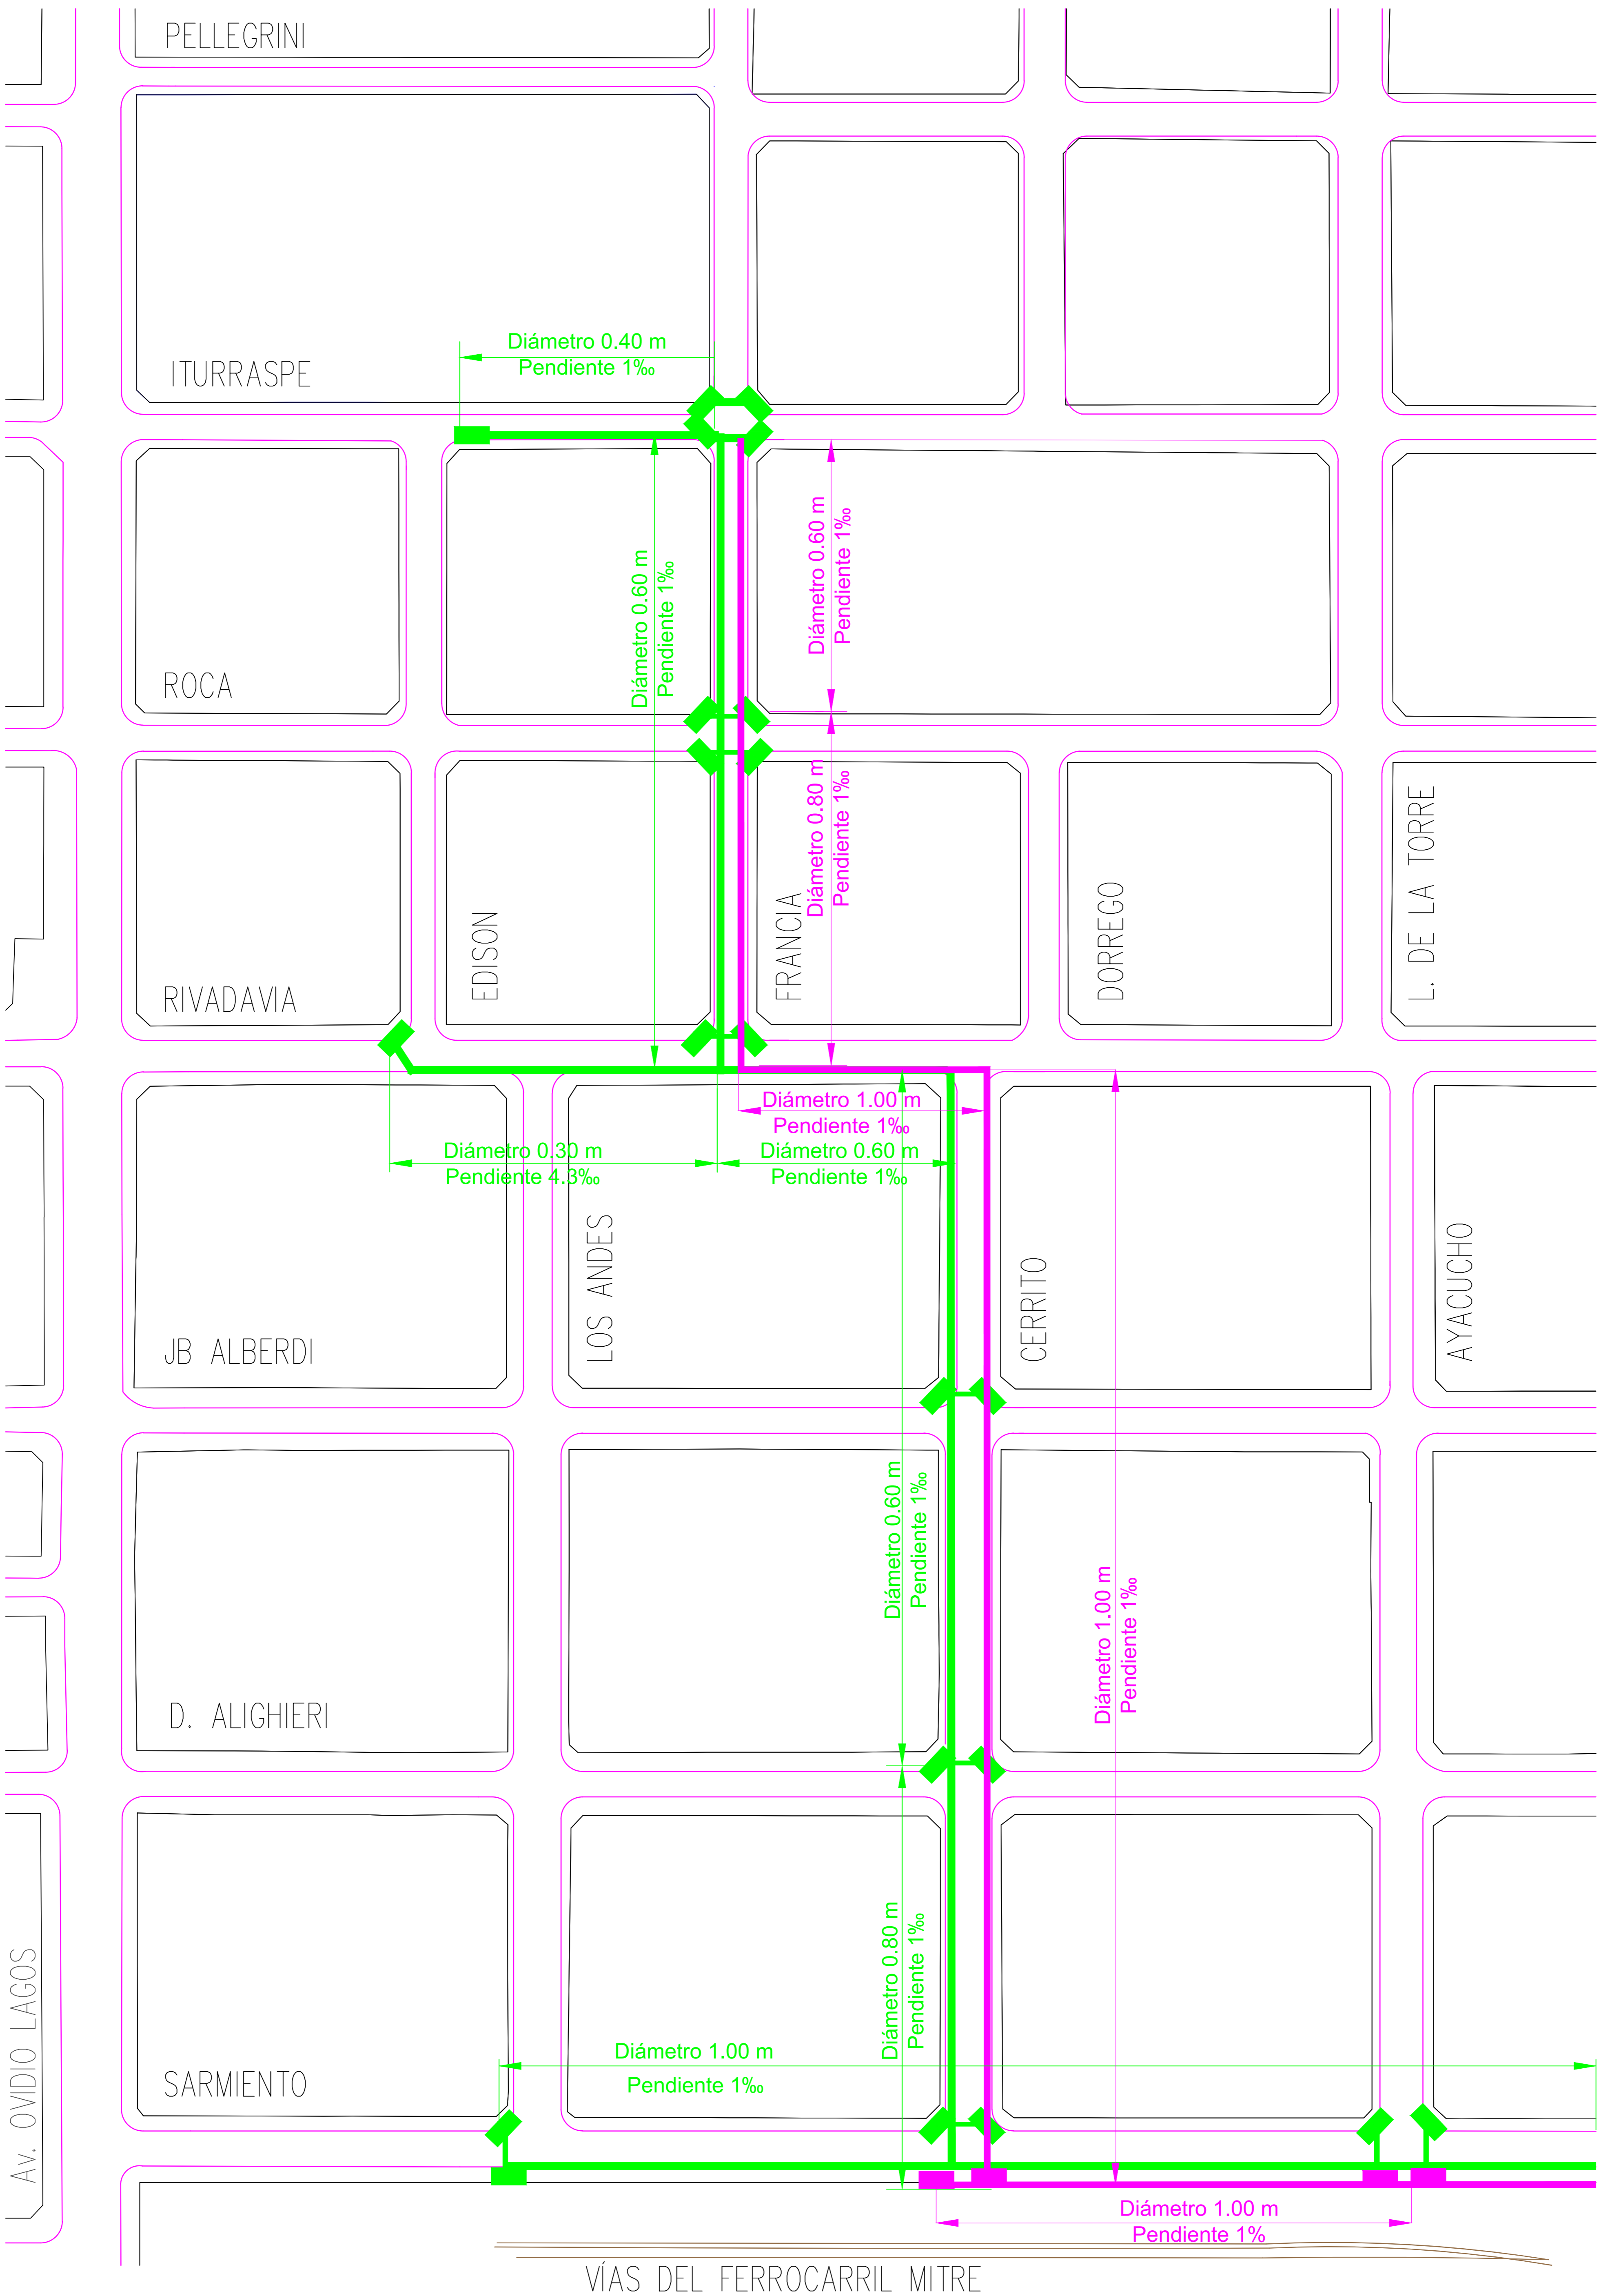 PELLEGRINI
Diámetro 0.40 m
Pendiente 1‰
ITURRASPE
Diámetro 0.60 m
Pendiente 1‰
Diámetro 0.60 m
Pendiente 1‰
ROCA
Diámetro 0.80 m
Pendiente 1‰
L. DE LA TORRE
EDISON
FRANCIA
DORREGO
RIVADAVIA
Diámetro 1.00 m
Pendiente 1‰
Diámetro 0.30 m
Pendiente 4.3‰
Diámetro 0.60 m
Pendiente 1‰
LOS ANDES
CERRITO
AYACUCHO
JB ALBERDI
Diámetro 0.60 m
Pendiente 1‰
Diámetro 1.00 m
Pendiente 1‰
D. ALIGHIERI
Diámetro 0.80 m
Pendiente 1‰
Av. OVIDIO LAGOS
Diámetro 1.00 m
Pendiente 1‰
SARMIENTO
Diámetro 1.00 m
Pendiente 1%
VÍAS DEL FERROCARRIL MITRE